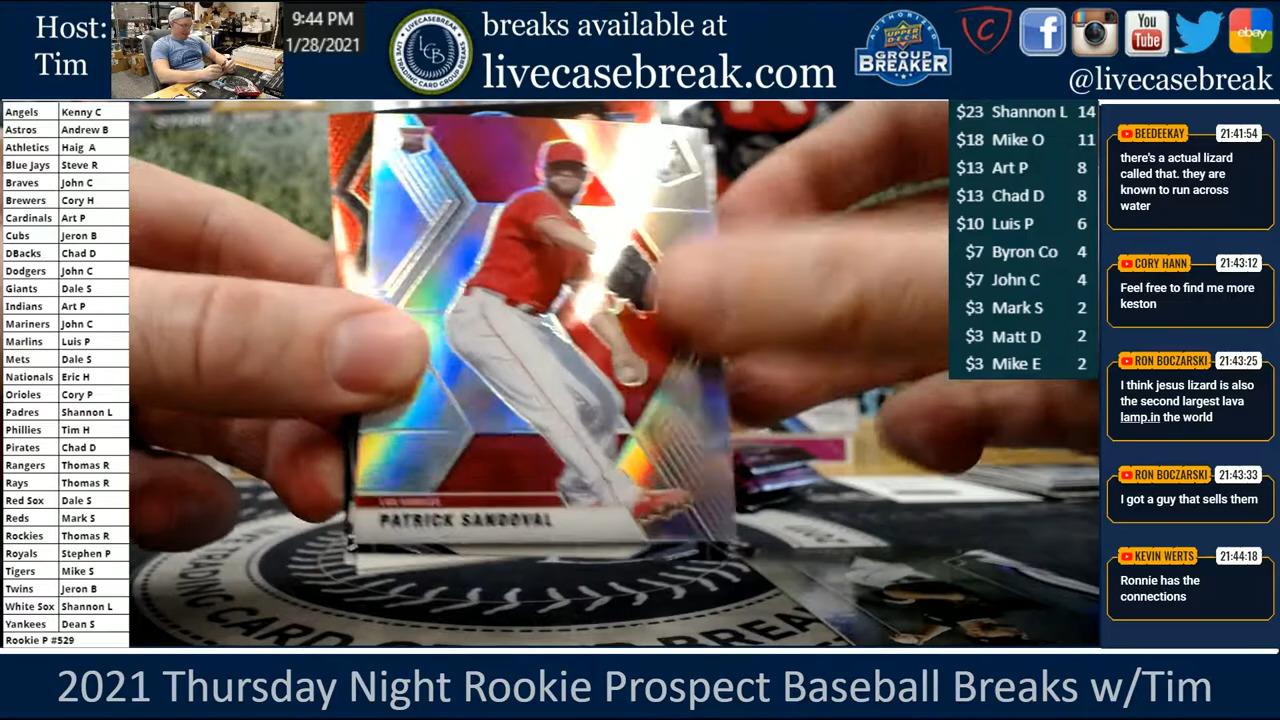 Host:
Tim
9:44 PM
1/28/2021
LIVECASEBREAK.COM
LCB
LIVE TRADING CARD GROUP BREAKS
breaks available at
livecasebreak.com
AUTHORIZED
UPPER DECK
GROUP
BREAKER
You
Tube
ebay
@livecasebreak
Angels Kenny C
Astros Andrew B
Athletics Haig A
Blue Jays Steve R
Braves John C
Brewers Cory H
Cardinals Art P
Cubs Jeron B
DBacks Chad D
Dodgers John C
Giants Dale S
Indians Art P
Mariners John C
Marlins Luis P
Mets Dale S
Nationals Eric H
Orioles Cory P
Padres Shannon L
Phillies Tim H
Pirates Chad D
Rangers Thomas R
Rays Thomas R
Red Sox Dale S
Reds Mark S
Rockies Thomas R
Royals Stephen P
Tigers Mike S
Twins Jeron B
White Sox Shannon L
Yankees Dean S
Rookie P #529
PATRICK SANDOVAL
TRADING CARD
$23 Shannon L 14
$18 Mike O 11
$13 Art P 8
$13 Chad D 8
$10 Luis P 6
$7 Byron Co 4
$7 John C 4
$3 Mark S 2
$3 Matt D 2
$3 Mike E 2
BEEDEEKAY 21:41:54
there's a actual lizard
called that. they are
known to run across
water
CORY HANN 21:43:12
Feel free to find me more
keston
RON BOCZARSKI 21:43:25
I think jesus lizard is also
the second largest lava
lamp.in the world
RON BOCZARSKI 21:43:33
I got a guy that sells them
KEVIN WERTS 21:44:18
Ronnie has the
connections
2021 Thursday Night Rookie Prospect Baseball Breaks w/Tim